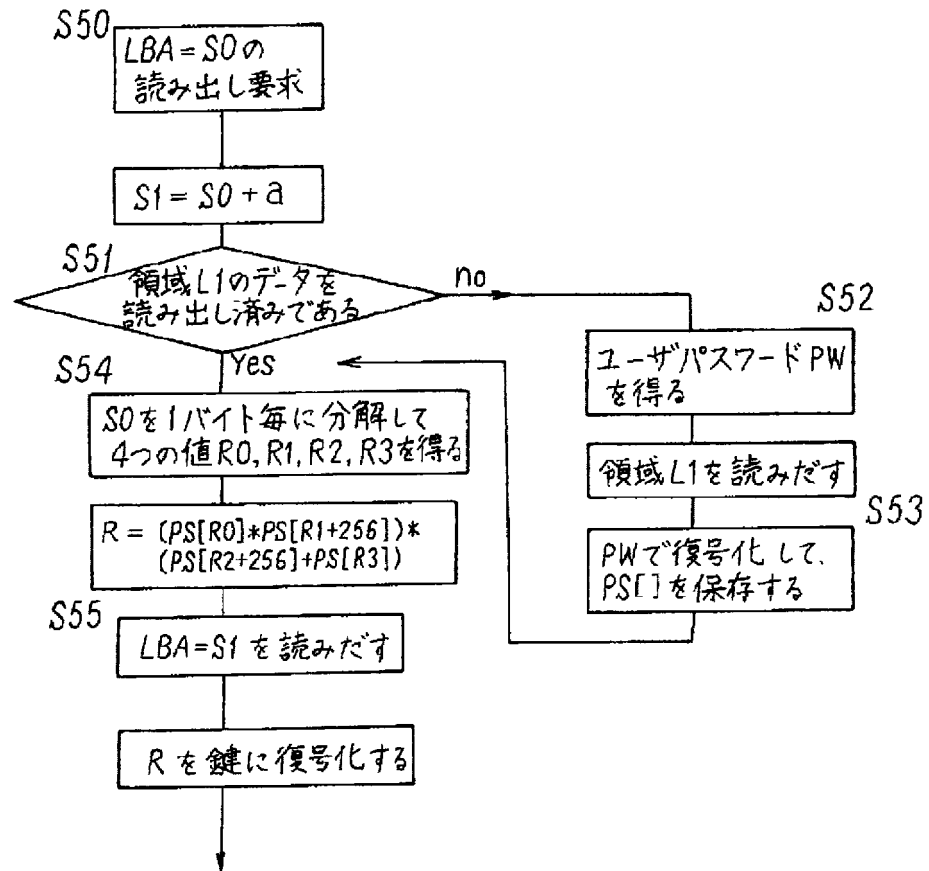 S50
LBA=S0の
読み出し要求
S1=S0+a
S51
領域L1のデータを
読み出し済みである
no
Yes
S52
ユーザパスワードPW
を得る
領域L1を読みだす
S53
PWで復号化して、
PS[]を保存する
S54
S0を1バイト毎に分解して
4つの値R0,R1,R2,R3を得る
R=(PS[R0]*PS[R1+256])*
(PS[R2+256]+PS[R3])
S55
LBA=S1を読みだす
Rを鍵に復号化する